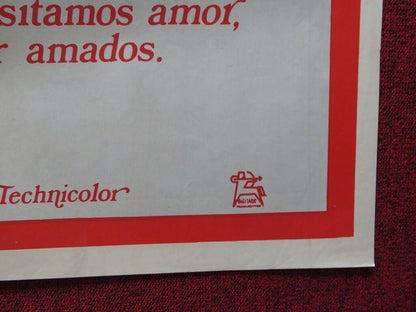 sitamos amor,
r amados.
Technicolor